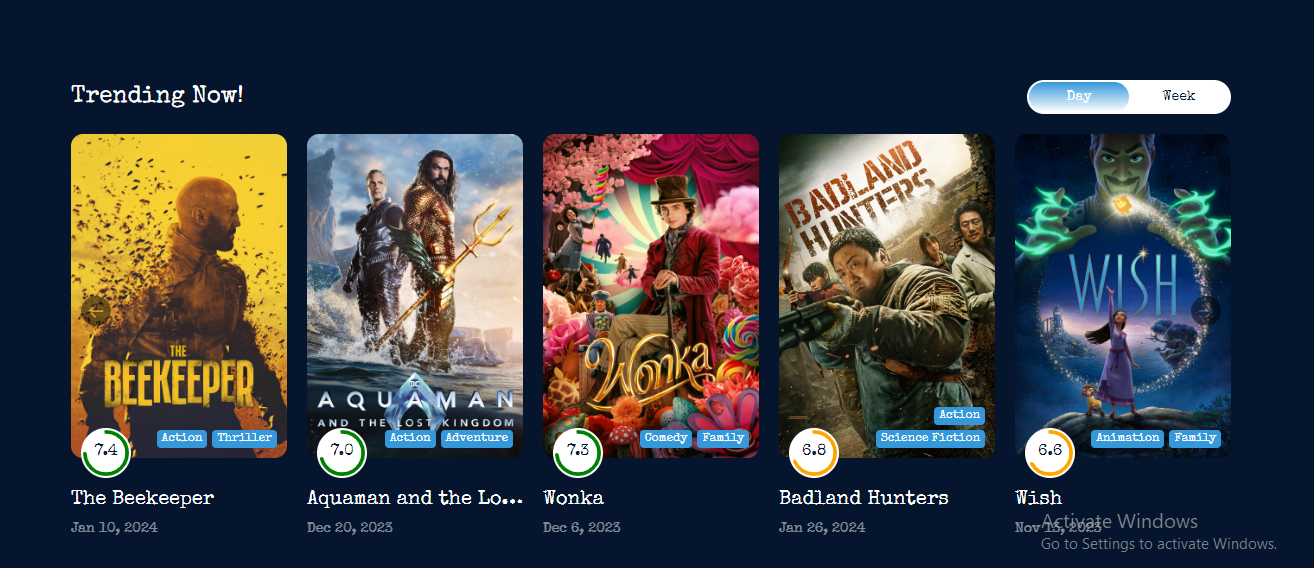 Trending Now!
Day
Week
THE
BEEKEEPER
Action
Thriller
7.4
The Beekeeper
Jan 10, 2024
DC
AQUAMAN
AND THE LOST KINGDOM
Action
Adventure
7.0
Aquaman and the Lo...
Dec 20, 2023
Wonka
Comedy
Family
7.3
Wonka
Dec 6, 2023
BADLAND
HUNTERS
Action
Science Fiction
6.8
Badland Hunters
Jan 26, 2024
WISH
Animation
Family
6.6
Wish
Nov 13, 2023
Activate Windows
Go to Settings to activate Windows.